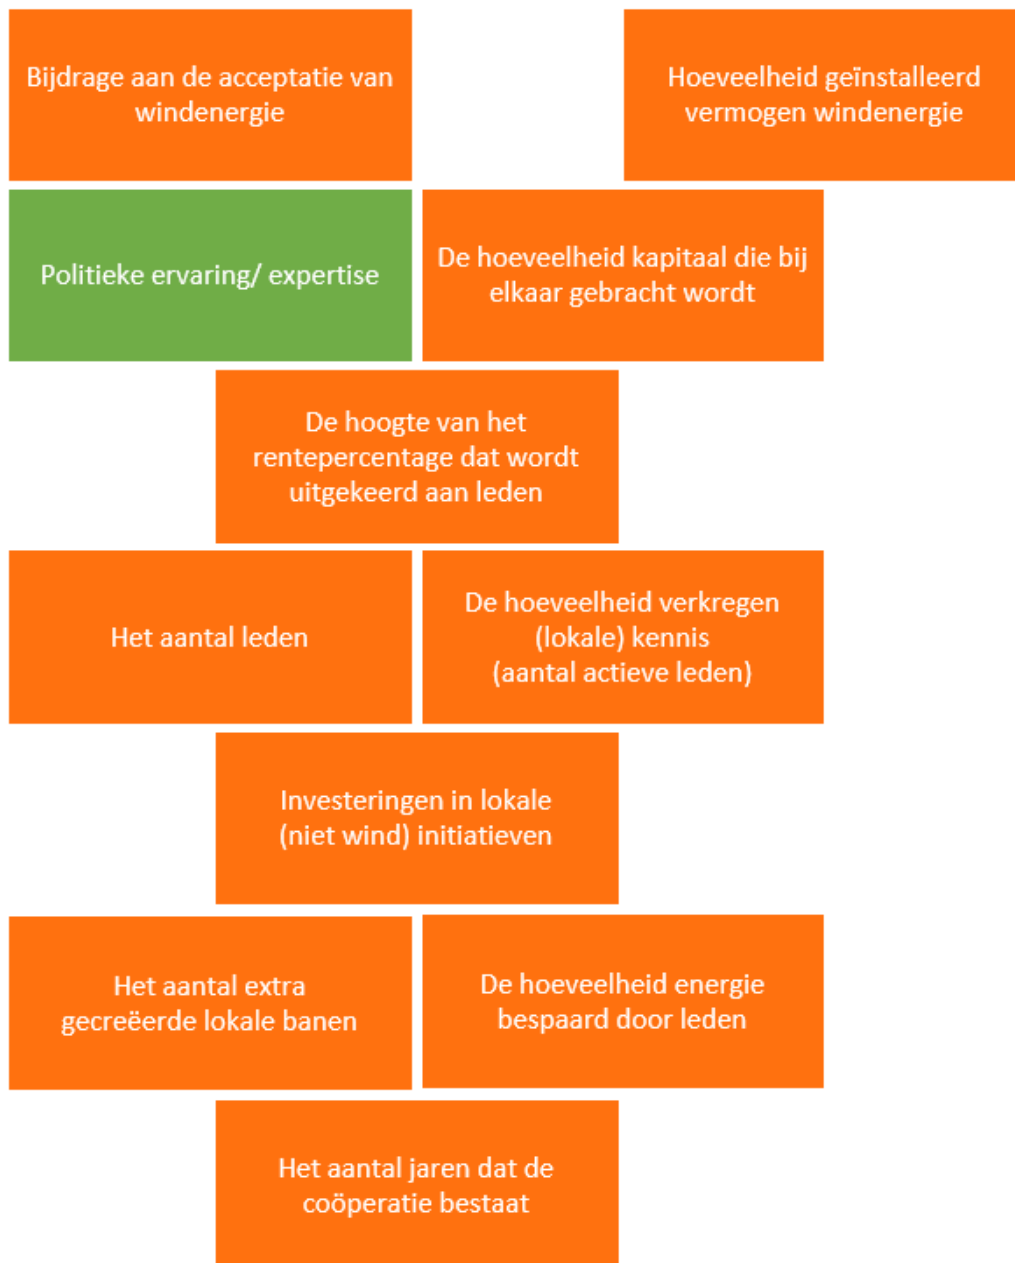 Bijdrage aan de acceptatie van
windenergie
Hoeveelheid geïnstalleerd
vermogen windenergie
Politieke ervaring/ expertise
De hoeveelheid kapitaal die bij
elkaar gebracht wordt
De hoogte van het
rentepercentage dat wordt
uitgekeerd aan leden
Het aantal leden
De hoeveelheid verkregen
(lokale) kennis
(aantal actieve leden)
Investeringen in lokale
(niet wind) initiatieven
Het aantal extra
gecreëerde lokale banen
De hoeveelheid energie
bespaard door leden
Het aantal jaren dat de
coöperatie bestaat